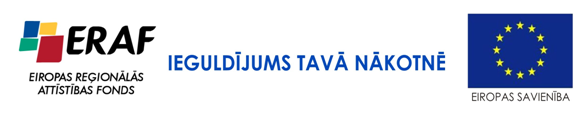 ERAF
EIROPAS REĢIONĀLĀS
ATTĪSTĪBAS FONDS
IEGULDĪJUMS TAVĀ NĀKOTNĒ
EIROPAS SAVIENĪBA